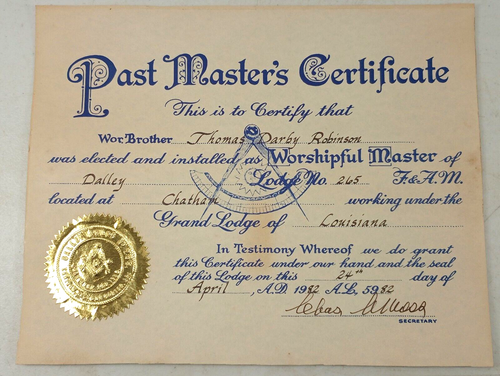 Past Master's Certificate
This is to Certify that
Wor. Brother Thomas Darby Robinson
was elected and installed as Worshipful Master of
Dalley Lodge No. 265 F. & A. M.
located at Chatham working under the
Grand Lodge of Louisiana
In Testimony Whereof we do grant
this Certificate under our hand and the seal
of this Lodge on this 24th day of
April, A.D. 1982 A.L. 5982
SECRETARY